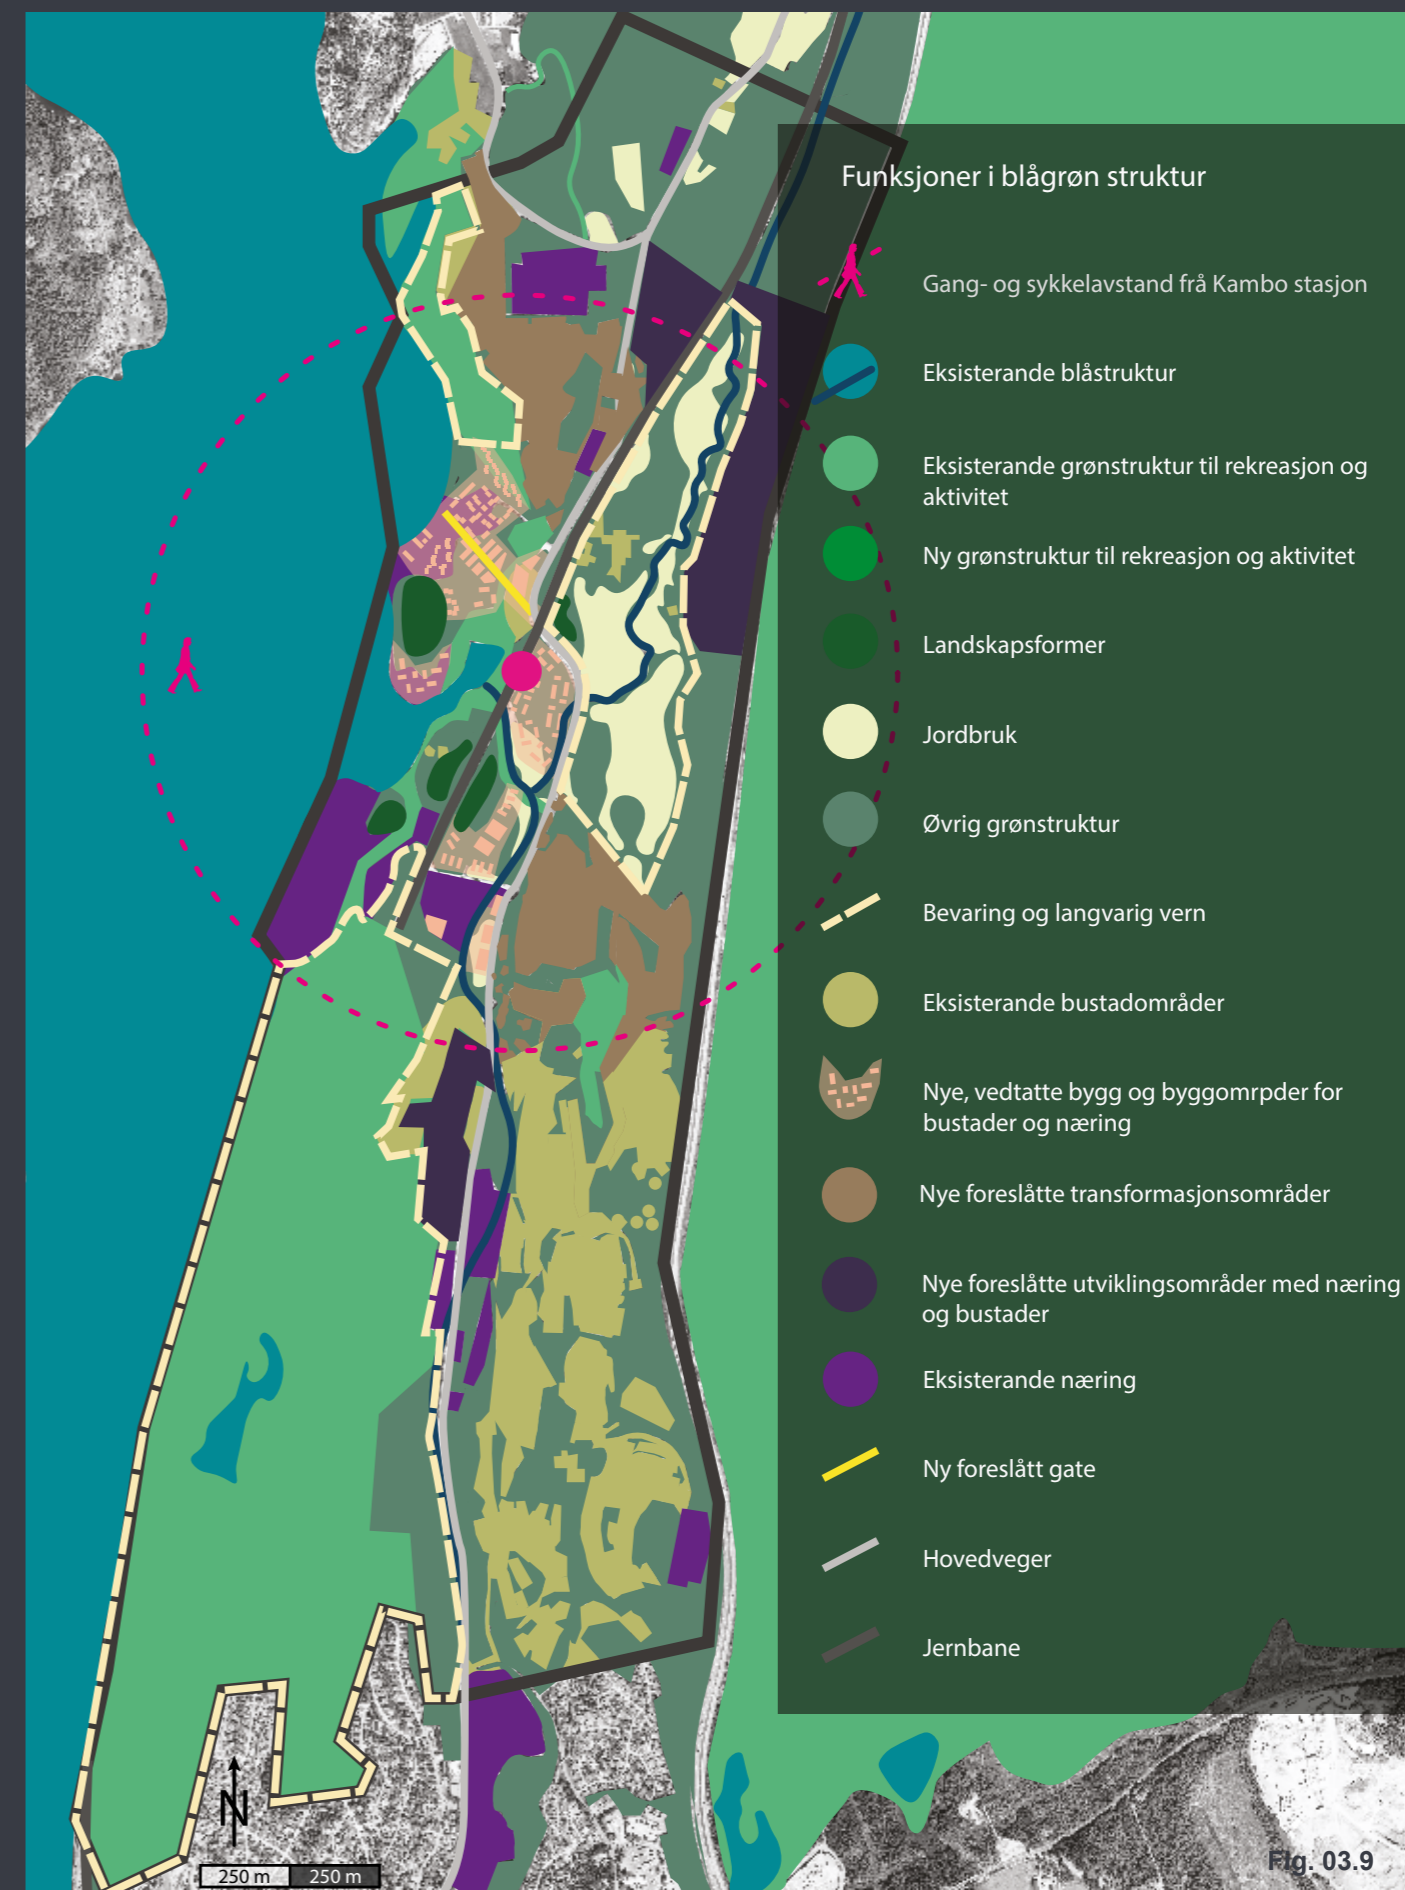 Funksjoner i blågrøn struktur
Gang- og sykkelavstand frå Kambo stasjon
Eksisterande blåstruktur
Eksisterande grønstruktur til rekreasjon og
aktivitet
Ny grønstruktur til rekreasjon og aktivitet
Landskapsformer
Jordbruk
Øvrig grønstruktur
Bevaring og langvarig vern
Eksisterande bustadområder
Nye, vedtatte bygg og byggomrpder for
bustader og næring
Nye foreslåtte transformasjonsområder
Nye foreslåtte utviklingsområder med næring
og bustader
Eksisterande næring
Ny foreslått gate
Hovedveger
Jernbane
N
250 m 250 m
Fig. 03.9